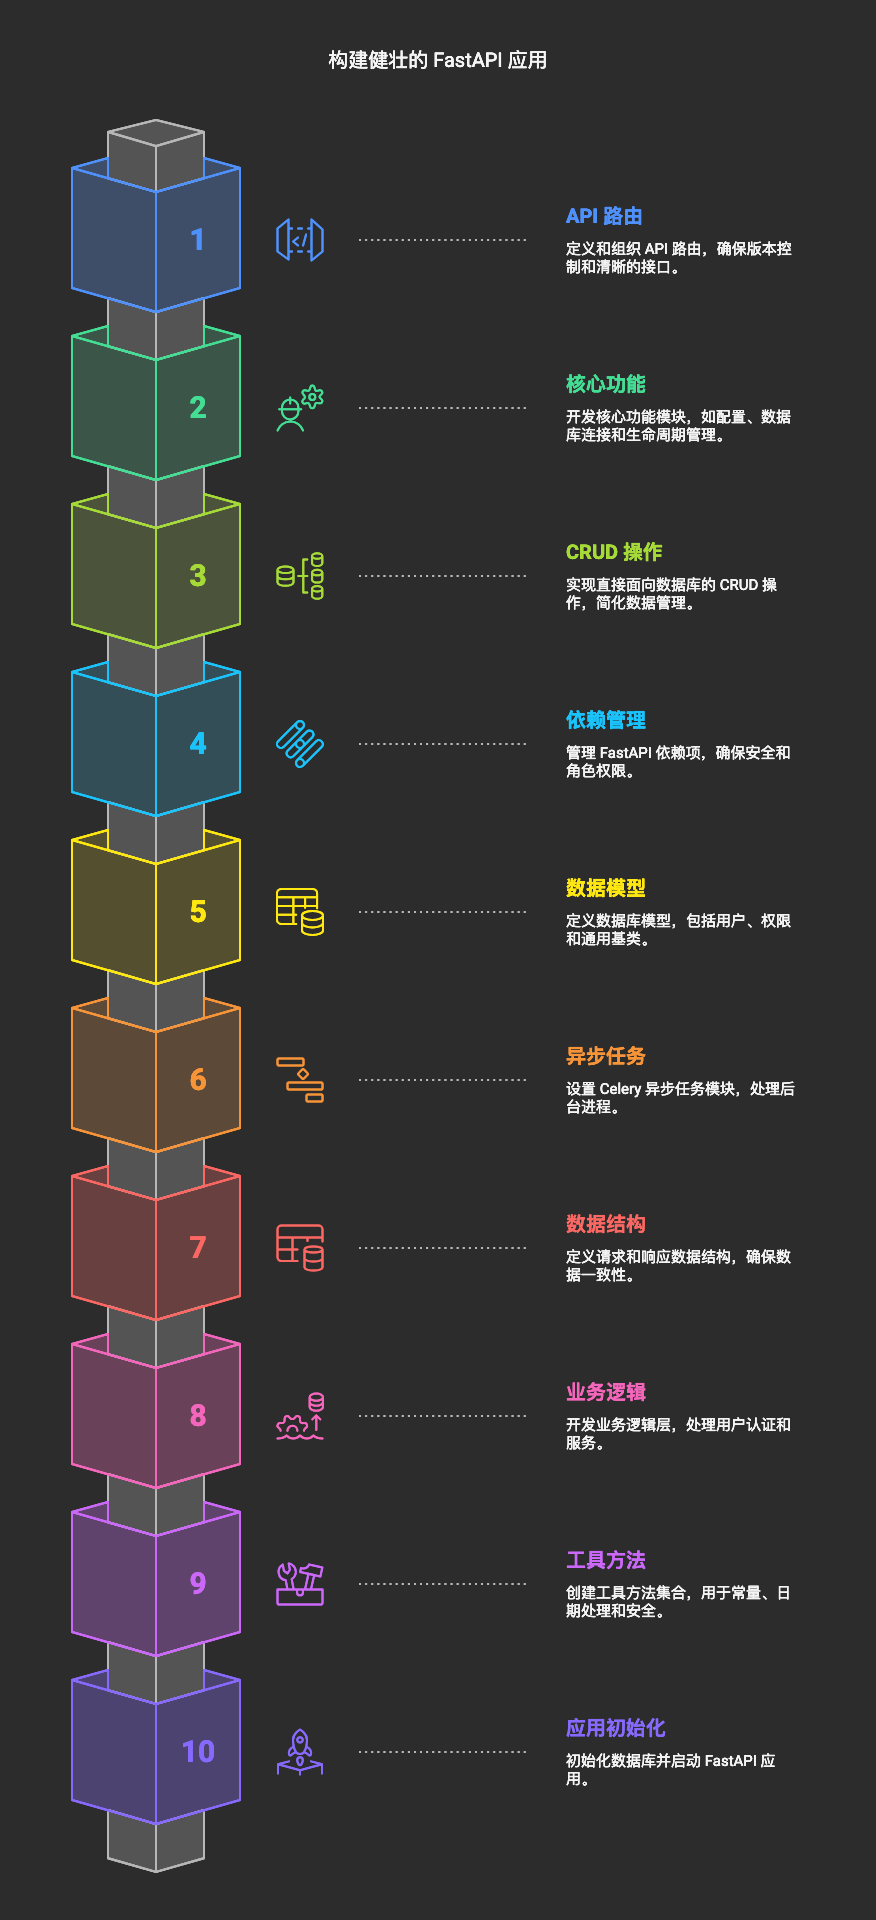 构建健壮的 FastAPI 应用
1
API 路由
定义和组织 API 路由，确保版本控
制和清晰的接口。
2
核心功能
开发核心功能模块，如配置、数据
库连接和生命周期管理。
3
CRUD 操作
实现直接面向数据库的 CRUD 操
作，简化数据管理。
4
依赖管理
管理 FastAPI 依赖项，确保安全和
角色权限。
5
数据模型
定义数据库模型，包括用户、权限
和通用基类。
6
异步任务
设置 Celery 异步任务模块，处理后
台进程。
7
数据结构
定义请求和响应数据结构，确保数
据一致性。
8
业务逻辑
开发业务逻辑层，处理用户认证和
服务。
9
工具方法
创建工具方法集合，用于常量、日
期处理和安全。
10
应用初始化
初始化数据库并启动 FastAPI 应
用。